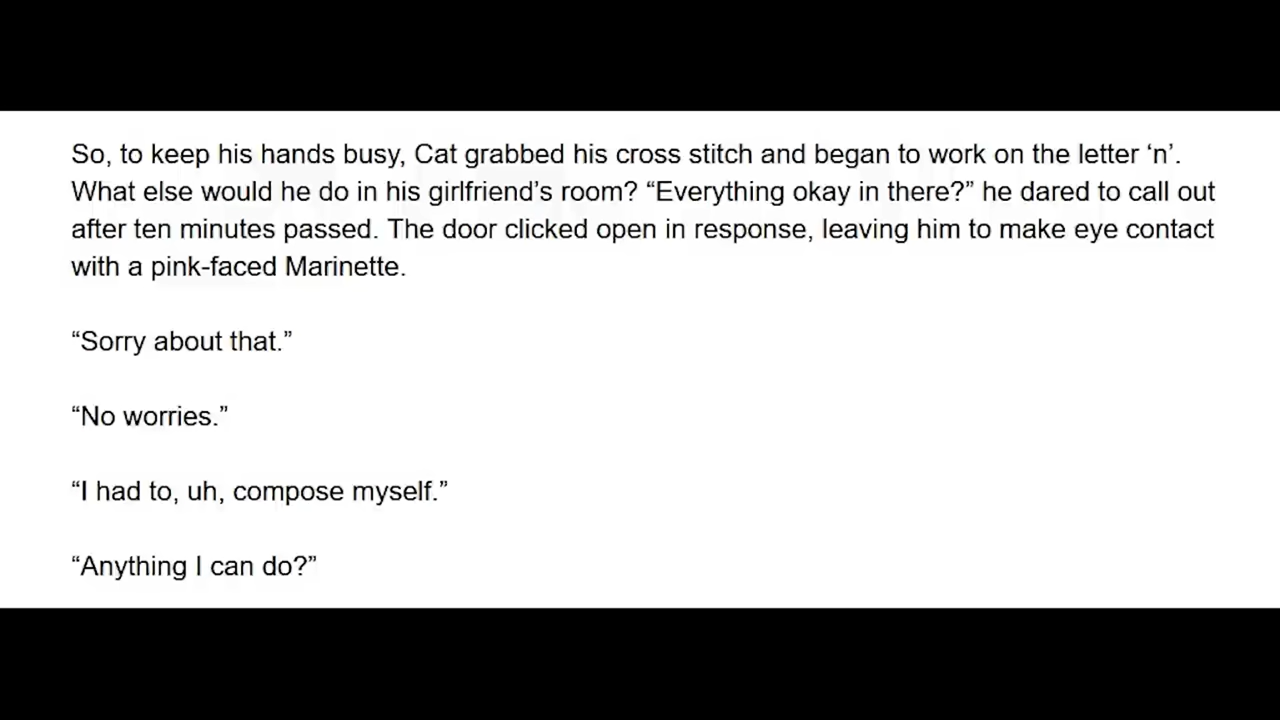 So, to keep his hands busy, Cat grabbed his cross stitch and began to work on the letter ‘n’.
What else would he do in his girlfriend’s room? “Everything okay in there?” he dared to call out
after ten minutes passed. The door clicked open in response, leaving him to make eye contact
with a pink-faced Marinette.
“Sorry about that.”
“No worries.”
“I had to, uh, compose myself.”
“Anything I can do?”